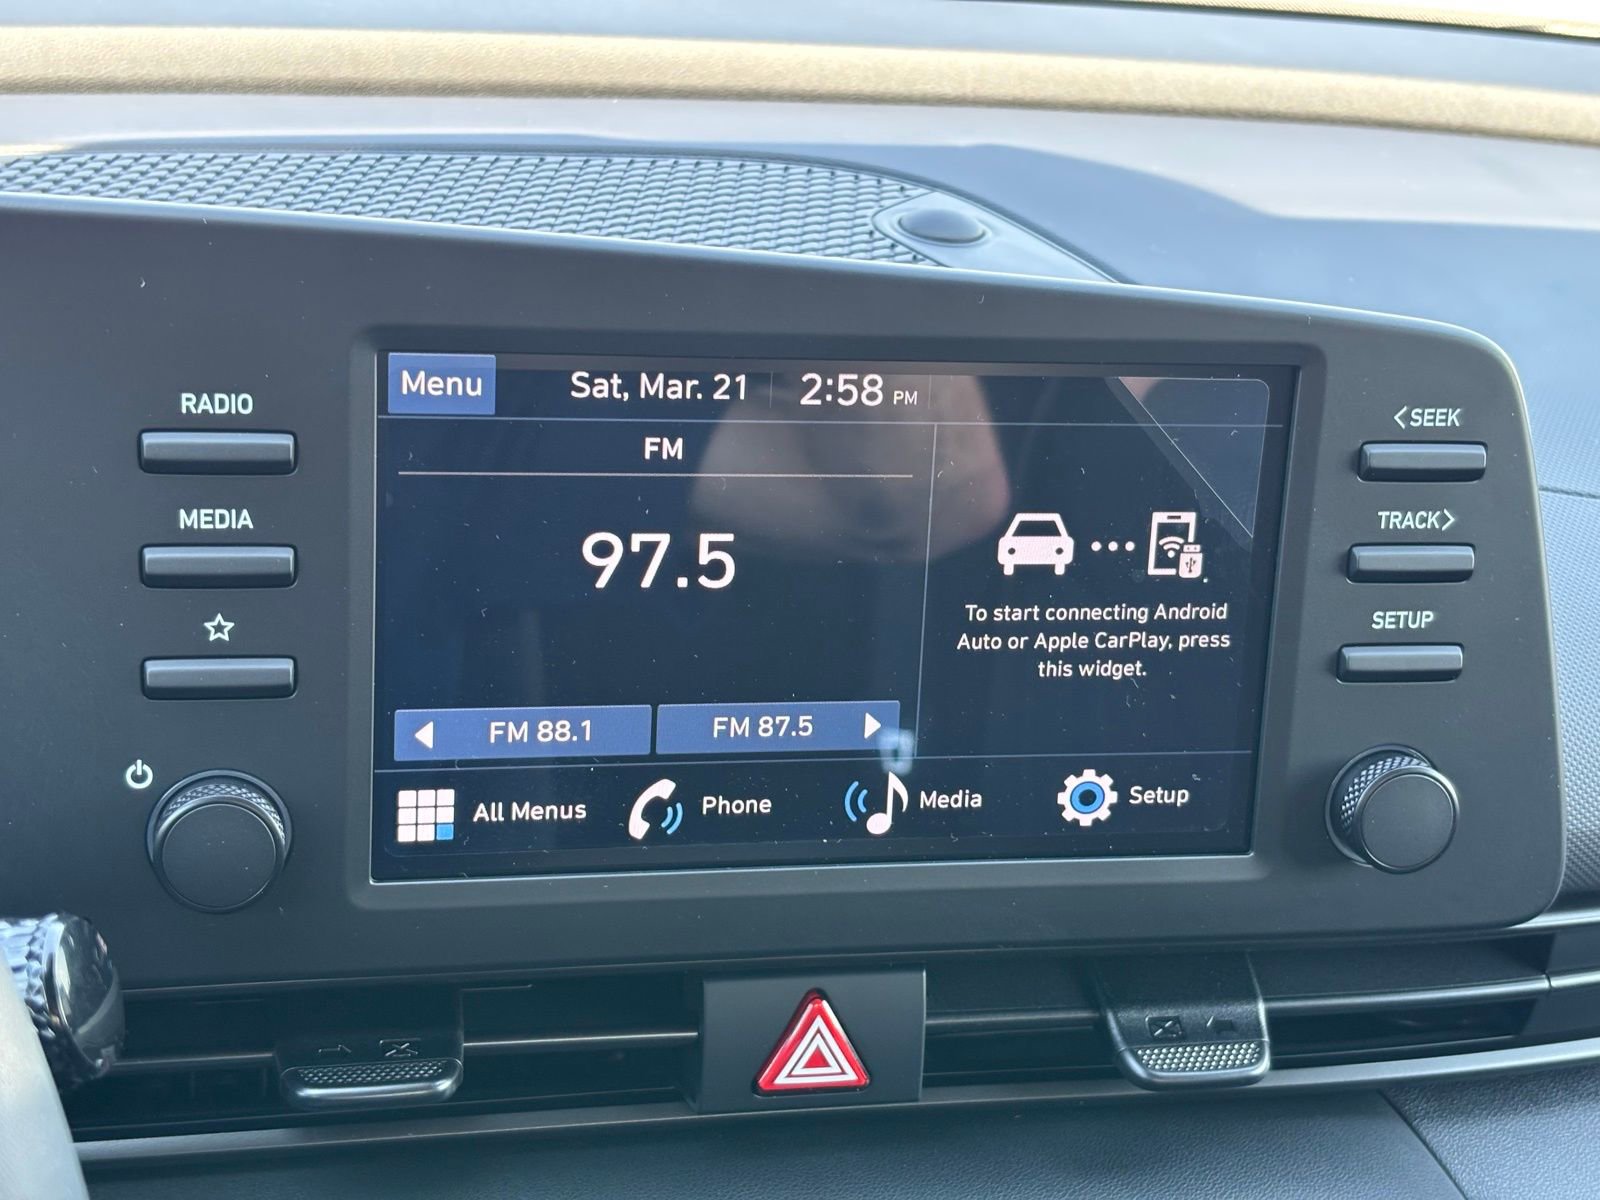 Menu
Sat, Mar. 21
2:58 PM
FM
97.5
FM 88.1
FM 87.5
To start connecting Android
Auto or Apple CarPlay, press
this widget.
All Menus
Phone
Media
Setup
RADIO
MEDIA
<SEEK
TRACK>
SETUP